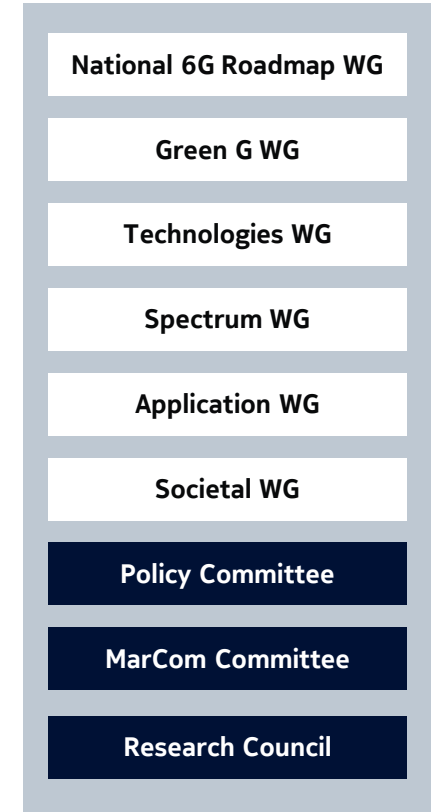 National 6G Roadmap WG
Green G WG
Technologies WG
Spectrum WG
Application WG
Societal WG
Policy Committee
MarCom Committee
Research Council